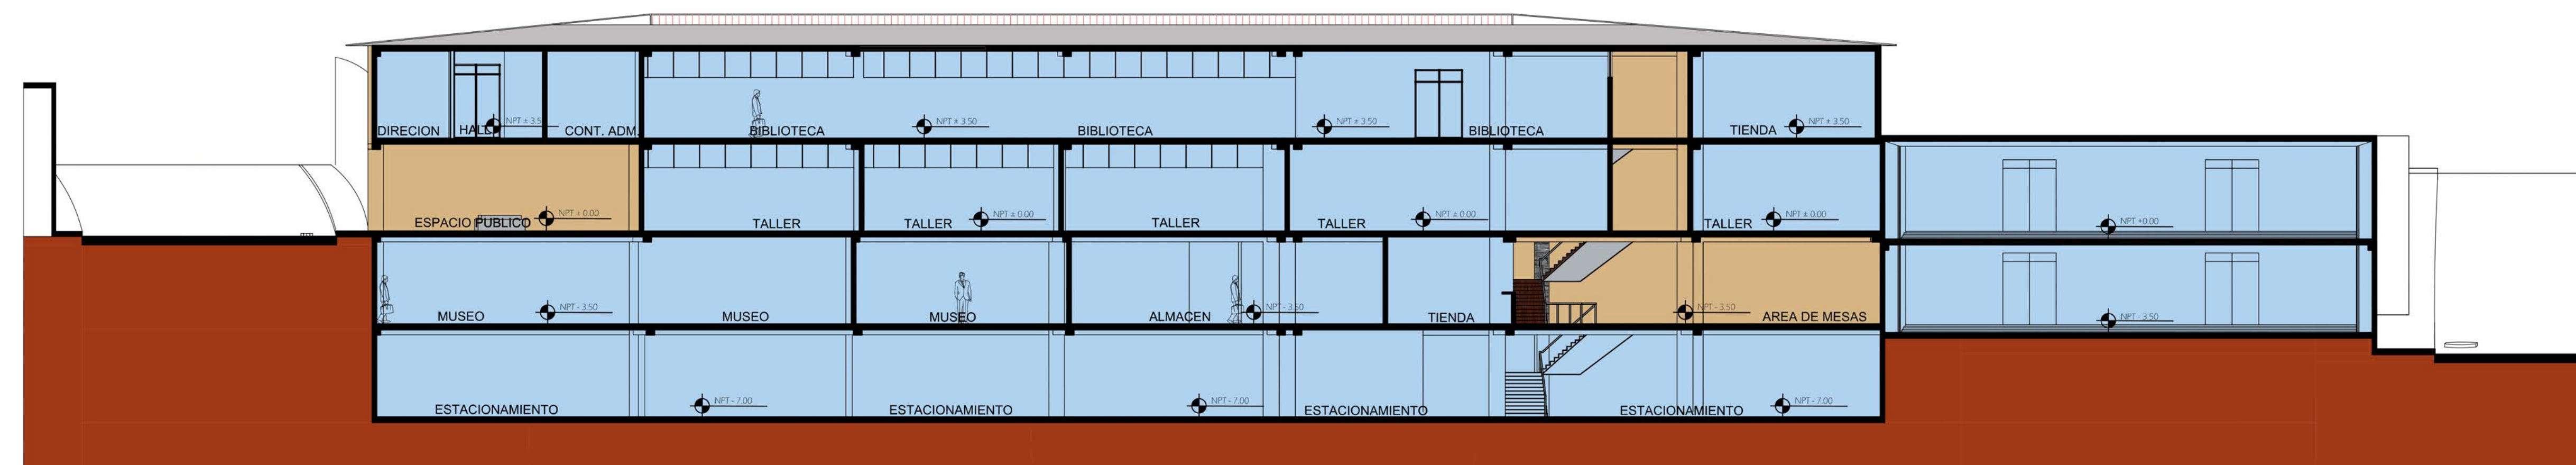 DIRECION
HALL
NPT ± 3.5
CONT. ADM.
BIBLIOTECA
NPT ± 3.50
BIBLIOTECA
NPT ± 3.50
BIBLIOTECA
TIENDA
NPT ± 3.50
ESPACIO PUBLICO
NPT ± 0.00
TALLER
TALLER
NPT ± 0.00
TALLER
TALLER
NPT ± 0.00
TALLER
NPT ± 0.00
NPT +0.00
MUSEO
NPT - 3.50
MUSEO
MUSEO
ALMACEN
NPT - 3.50
TIENDA
NPT - 3.50
AREA DE MESAS
NPT - 3.50
ESTACIONAMIENTO
NPT - 7.00
ESTACIONAMIENTO
NPT - 7.00
ESTACIONAMIENTO
ESTACIONAMIENTO
NPT - 7.00